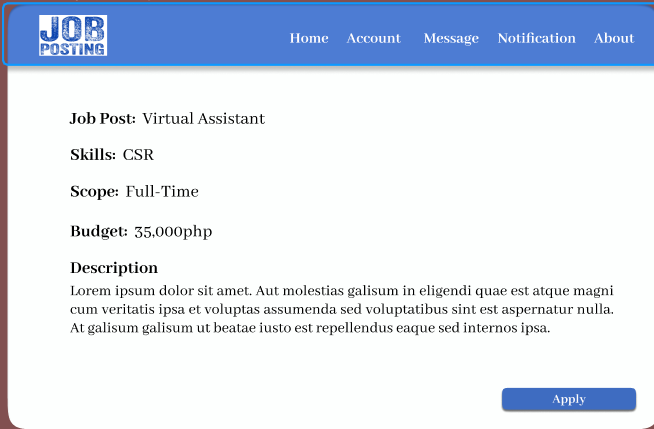 JOB
POSTING
Home Account Message Notification About
Job Post: Virtual Assistant
Skills: CSR
Scope: Full-Time
Budget: 35,000php
Description
Lorem ipsum dolor sit amet. Aut molestias galisum in eligendi quae est atque magni
cum veritatis ipsa et voluptas assumenda sed voluptatibus sint est aspernatur nulla.
At galisum galisum ut beatae iusto est repellendus eaque sed internos ipsa.
Apply